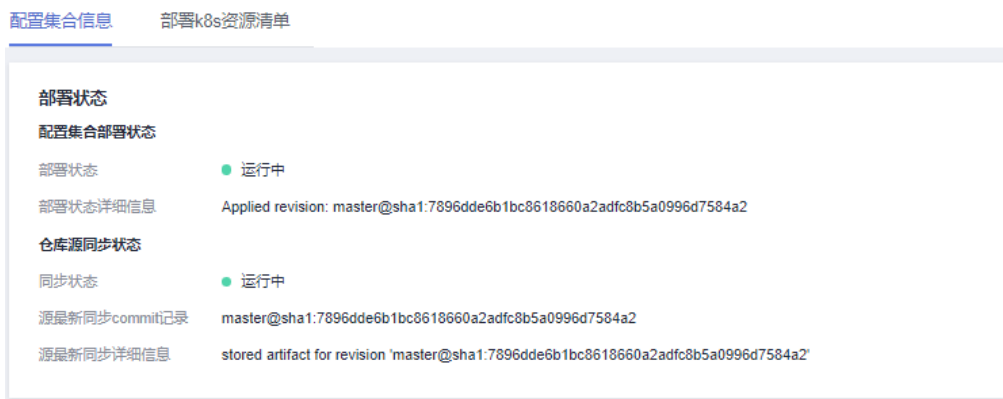 配置集合信息 部署k8s资源清单
部署状态
配置集合部署状态
部署状态 运行中
部署状态详细信息 Applied revision: master@sha1:7896dde6b1bc8618660a2adfc8b5a0996d7584a2
仓库源同步状态
同步状态 运行中
源最新同步commit记录 master@sha1:7896dde6b1bc8618660a2adfc8b5a0996d7584a2
源最新同步详细信息 stored artifact for revision 'master@sha1:7896dde6b1bc8618660a2adfc8b5a0996d7584a2'